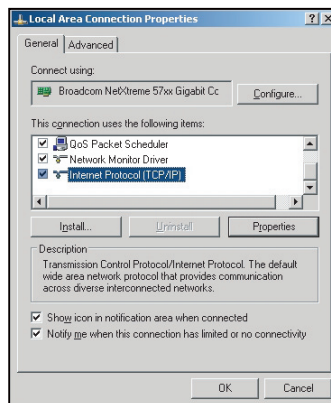 Local Area Connection Properties
General
Advanced
Connect using:
Broadcom NetXtreme 57xx Gigabit Cc
Configure...
This connection uses the following items:
QoS Packet Scheduler
Network Monitor Driver
Internet Protocol (TCP/IP)
Install...
Uninstall
Properties
Description
Transmission Control Protocol/Internet Protocol. The default
wide area network protocol that provides communication
across diverse interconnected networks.
Show icon in notification area when connected
Notify me when this connection has limited or no connectivity
OK
Cancel